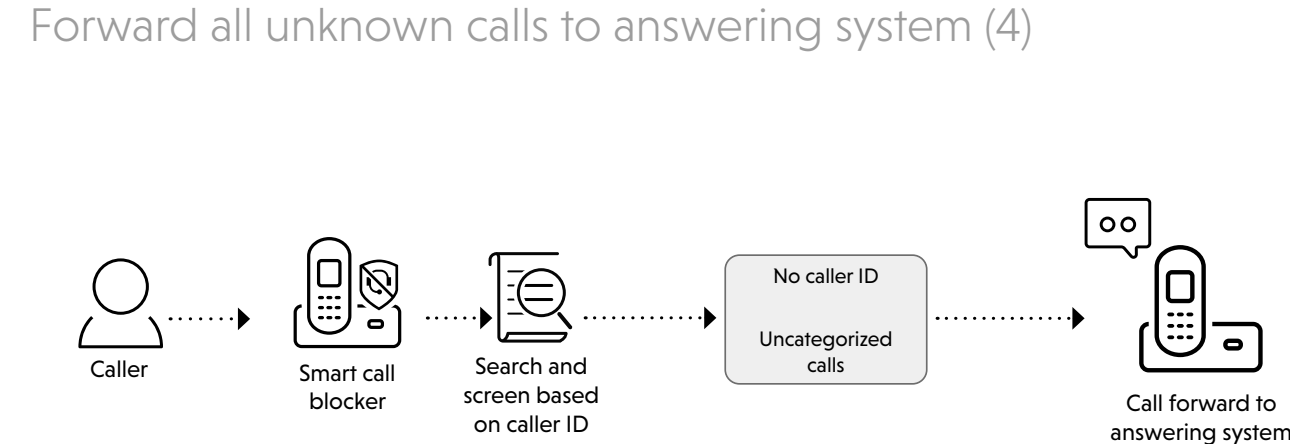 Forward all unknown calls to answering system (4)
Caller
Smart call
blocker
Search and
screen based
on caller ID
No caller ID
Uncategorized
calls
Call forward to
answering system